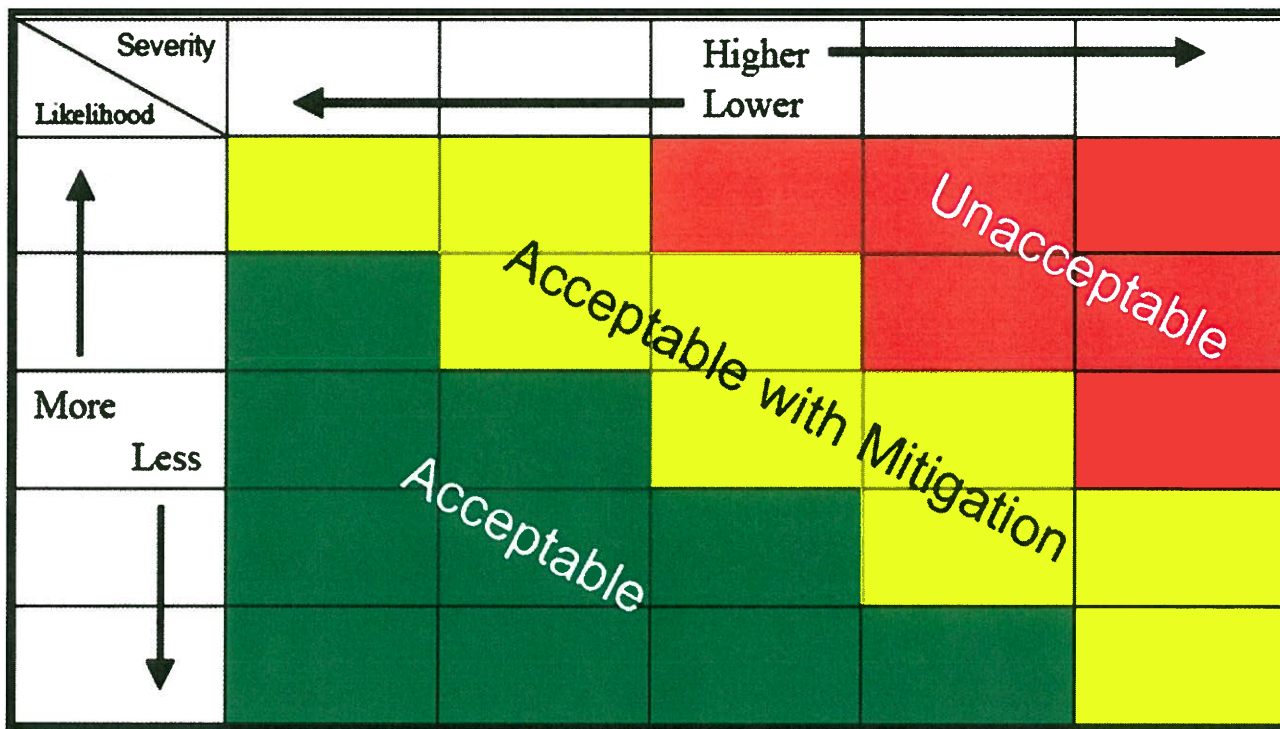 Severity
Likelihood
Higher
Lower
Unacceptable
Acceptable with Mitigation
More
Less
Acceptable